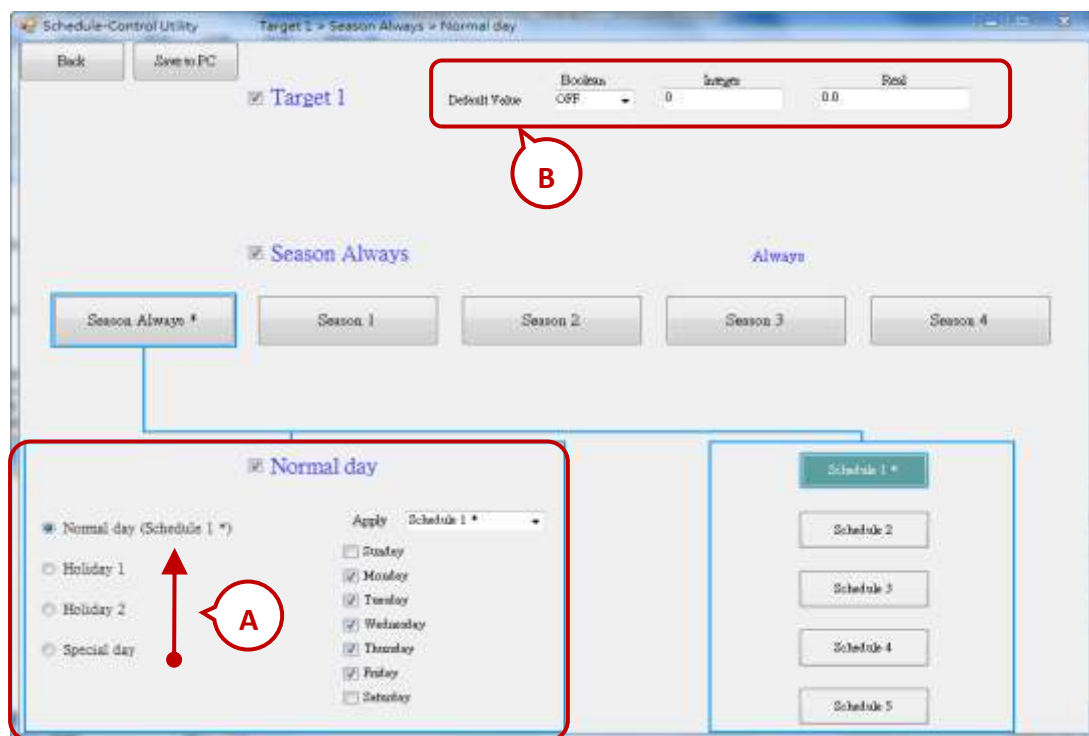 Schedule-Control Utility Target 1 > Season Always > Normal day
Back Save to PC
Target 1
Boolean Integer Real
Default Value OFF 0 0.0
B
Season Always Always
Season Always * Season 1 Season 2 Season 3 Season 4
Normal day
Schedule 1 *
Normal day (Schedule 1 *) Apply Schedule 1 *
Sunday
Schedule 2
Holiday 1 Monday
Tuesday
Schedule 3
Holiday 2 A Wednesday
Special day Thursday Schedule 4
Friday
Saturday
Schedule 5